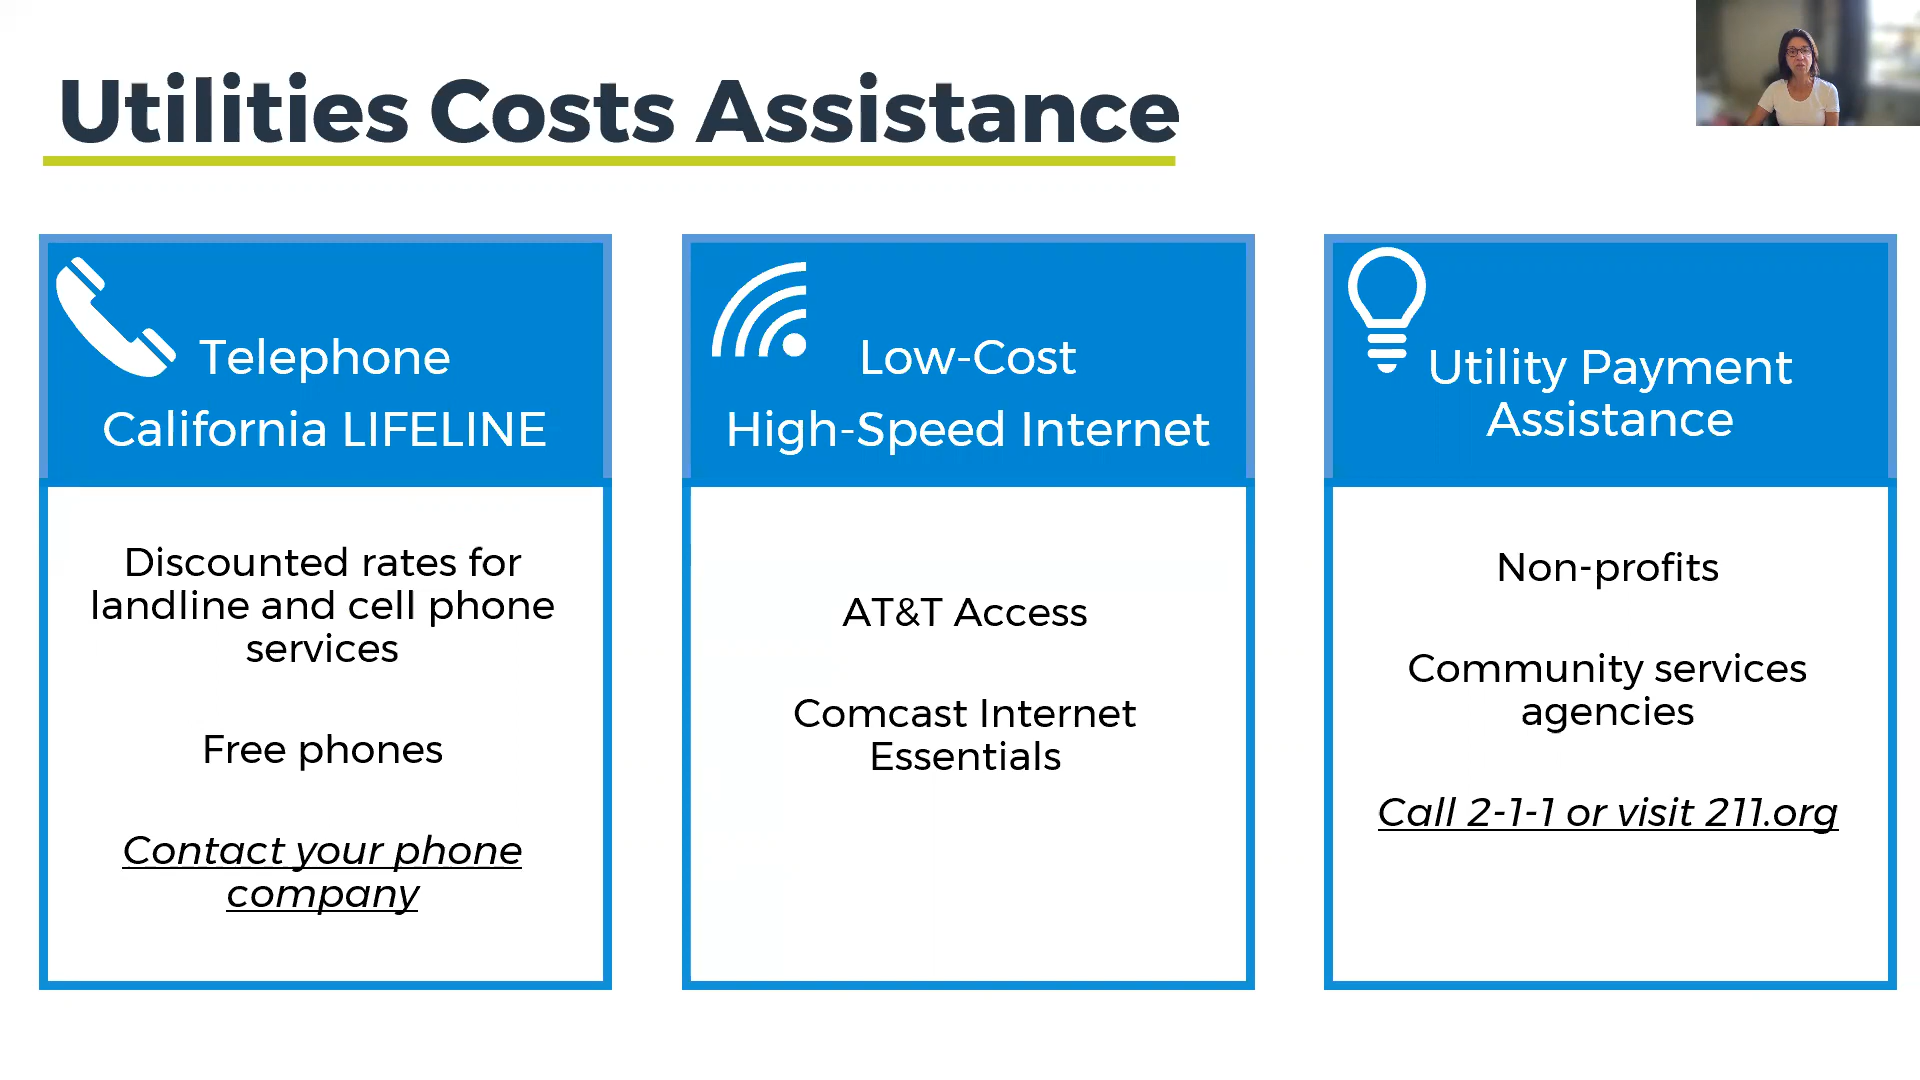 Utilities Costs Assistance
Telephone
California LIFELINE
Discounted rates for
landline and cell phone
services
Free phones
Contact your phone
company
Low-Cost
High-Speed Internet
AT&T Access
Comcast Internet
Essentials
Utility Payment
Assistance
Non-profits
Community services
agencies
Call 2-1-1 or visit 211.org